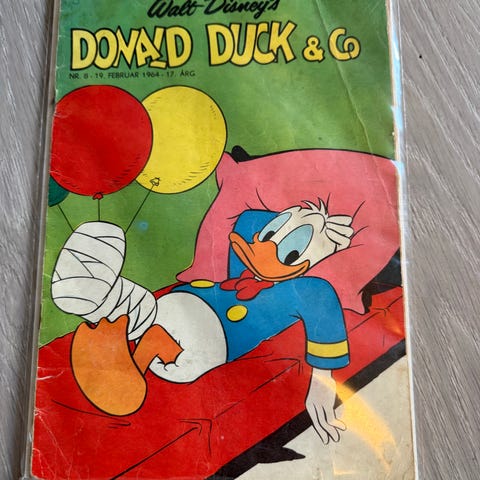 Walt Disney's
DONALD DUCK & Co
NR. 8 - 19. FEBRUAR 1964 - 17. ÅRG